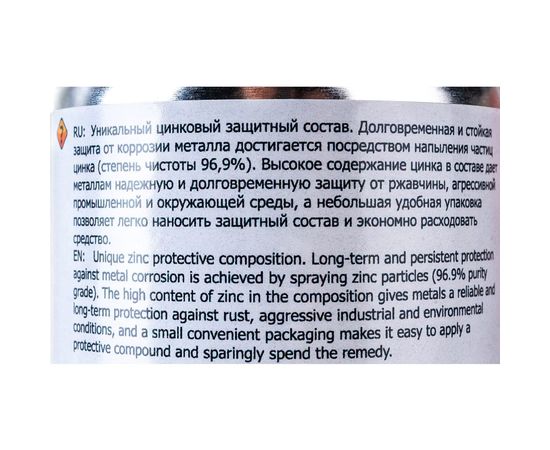 RU: Уникальный цинковый защитный состав. Долговременная и стойкая
защита от коррозии металла достигается посредством напыления частиц
цинка (степень чистоты 96,9%). Высокое содержание цинка в составе дает
металлам надежную и долговременную защиту от ржавчины, агрессивной
промышленной и окружающей среды, а небольшая удобная упаковка
позволяет легко наносить защитный состав и экономно расходовать
средство.
EN: Unique zinc protective composition. Long-term and persistent protection
against metal corrosion is achieved by spraying zinc particles (96.9% purity
grade). The high content of zinc in the composition gives metals a reliable and
long-term protection against rust, aggressive industrial and environmental
conditions, and a small convenient packaging makes it easy to apply a
protective compound and sparingly spend the remedy.